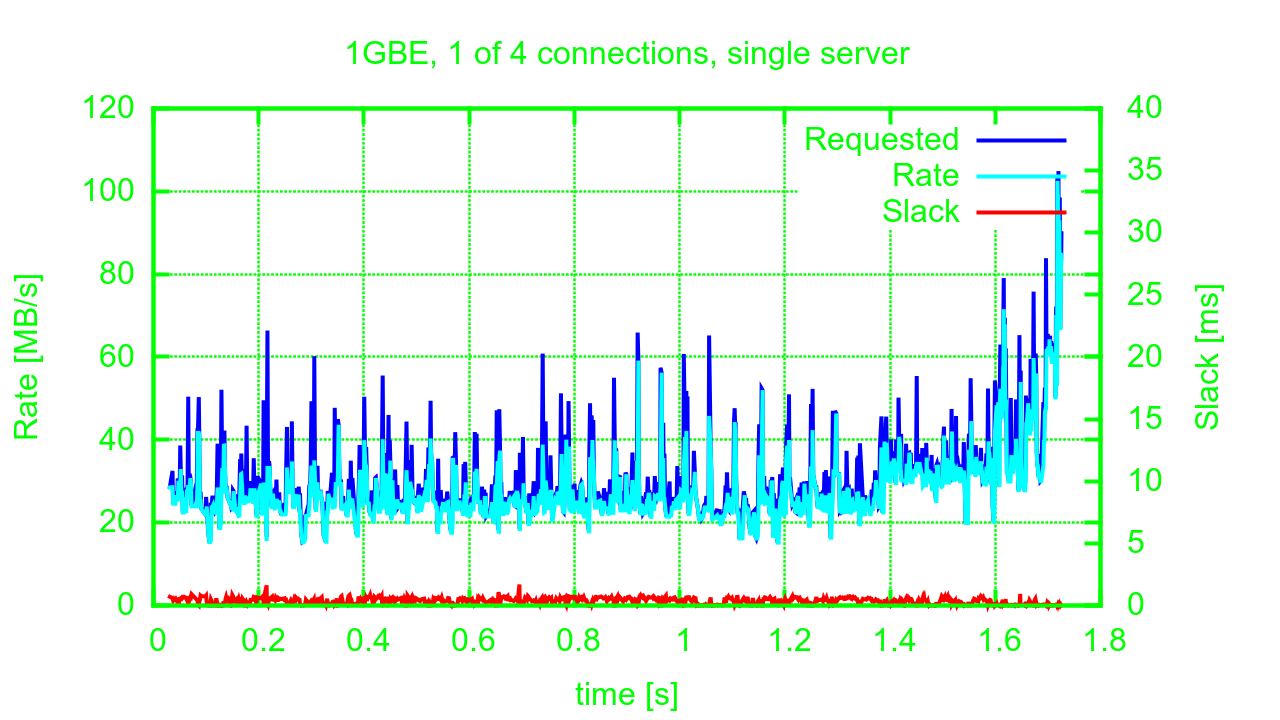 1GBE, 1 of 4 connections, single server
120
100
80
60
40
20
0
Rate [MB/s]
40
35
30
25
20
15
10
5
0
Slack [ms]
Requested
Rate
Slack
0 0.2 0.4 0.6 0.8 1 1.2 1.4 1.6 1.8
time [s]